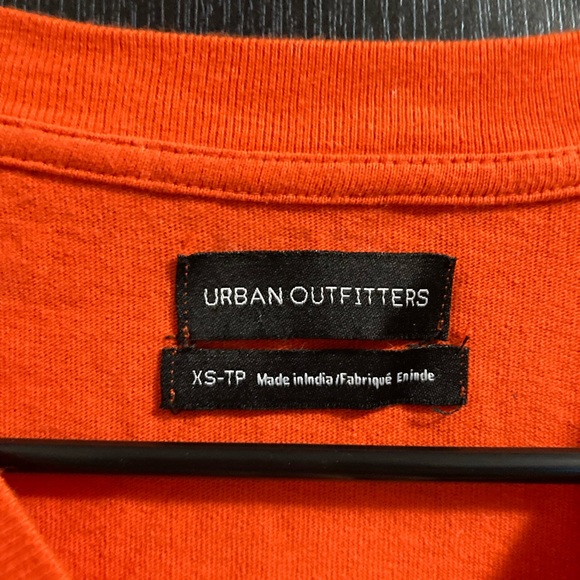 URBAN OUTFITTERS
XS-TP Made in India/Fabriqué En inde